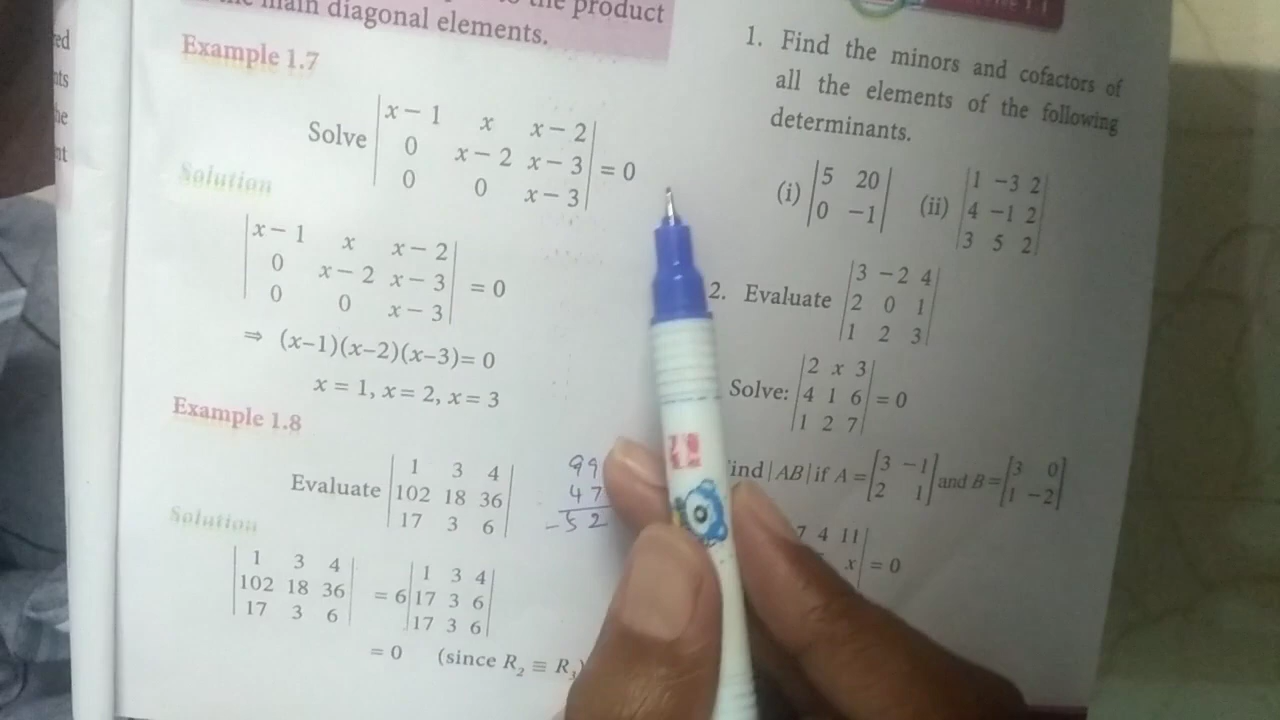 the product
main diagonal elements.
Example 1.7
Solve |x − 1 x x − 2|
|0 x − 2 x − 3| = 0
|0 0 x − 3|
Solution
|x − 1 x x − 2|
|0 x − 2 x − 3| = 0
|0 0 x − 3|
⇒ (x−1)(x−2)(x−3)= 0
x = 1, x = 2, x = 3
Example 1.8
Evaluate |1 3 4|
|102 18 36|
|17 3 6|
99
47
−52
Solution
|1 3 4| |1 3 4|
|102 18 36| = 6 |17 3 6|
|17 3 6| |17 3 6|
= 0 (since R₂ ≡ R₃)
1. Find the minors and cofactors of
all the elements of the following
determinants.
(i) |5 20| (ii) |1 −3 2|
|0 −1| |4 −1 2|
|3 5 2|
2. Evaluate |3 −2 4|
|2 0 1|
|1 2 3|
Solve: |2 x 3|
|4 1 6| = 0
|1 2 7|
ind |AB| if A = [3 −1] and B = [3 0]
[2 1] [1 −2]
7 4 11|
x| = 0